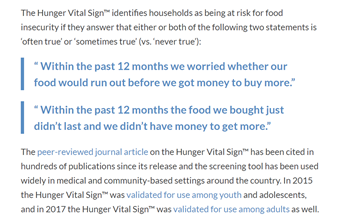 The Hunger Vital Sign™ identifies households as being at risk for food
insecurity if they answer that either or both of the following two statements is
‘often true’ or ‘sometimes true’ (vs. ‘never true’):
“ Within the past 12 months we worried whether our
food would run out before we got money to buy more.”
“ Within the past 12 months the food we bought just
didn’t last and we didn’t have money to get more.”
The peer-reviewed journal article on the Hunger Vital Sign™ has been cited in
hundreds of publications since its release and the screening tool has been used
widely in medical and community-based settings around the country. In 2015
the Hunger Vital Sign™ was validated for use among youth and adolescents,
and in 2017 the Hunger Vital Sign™ was validated for use among adults as well.